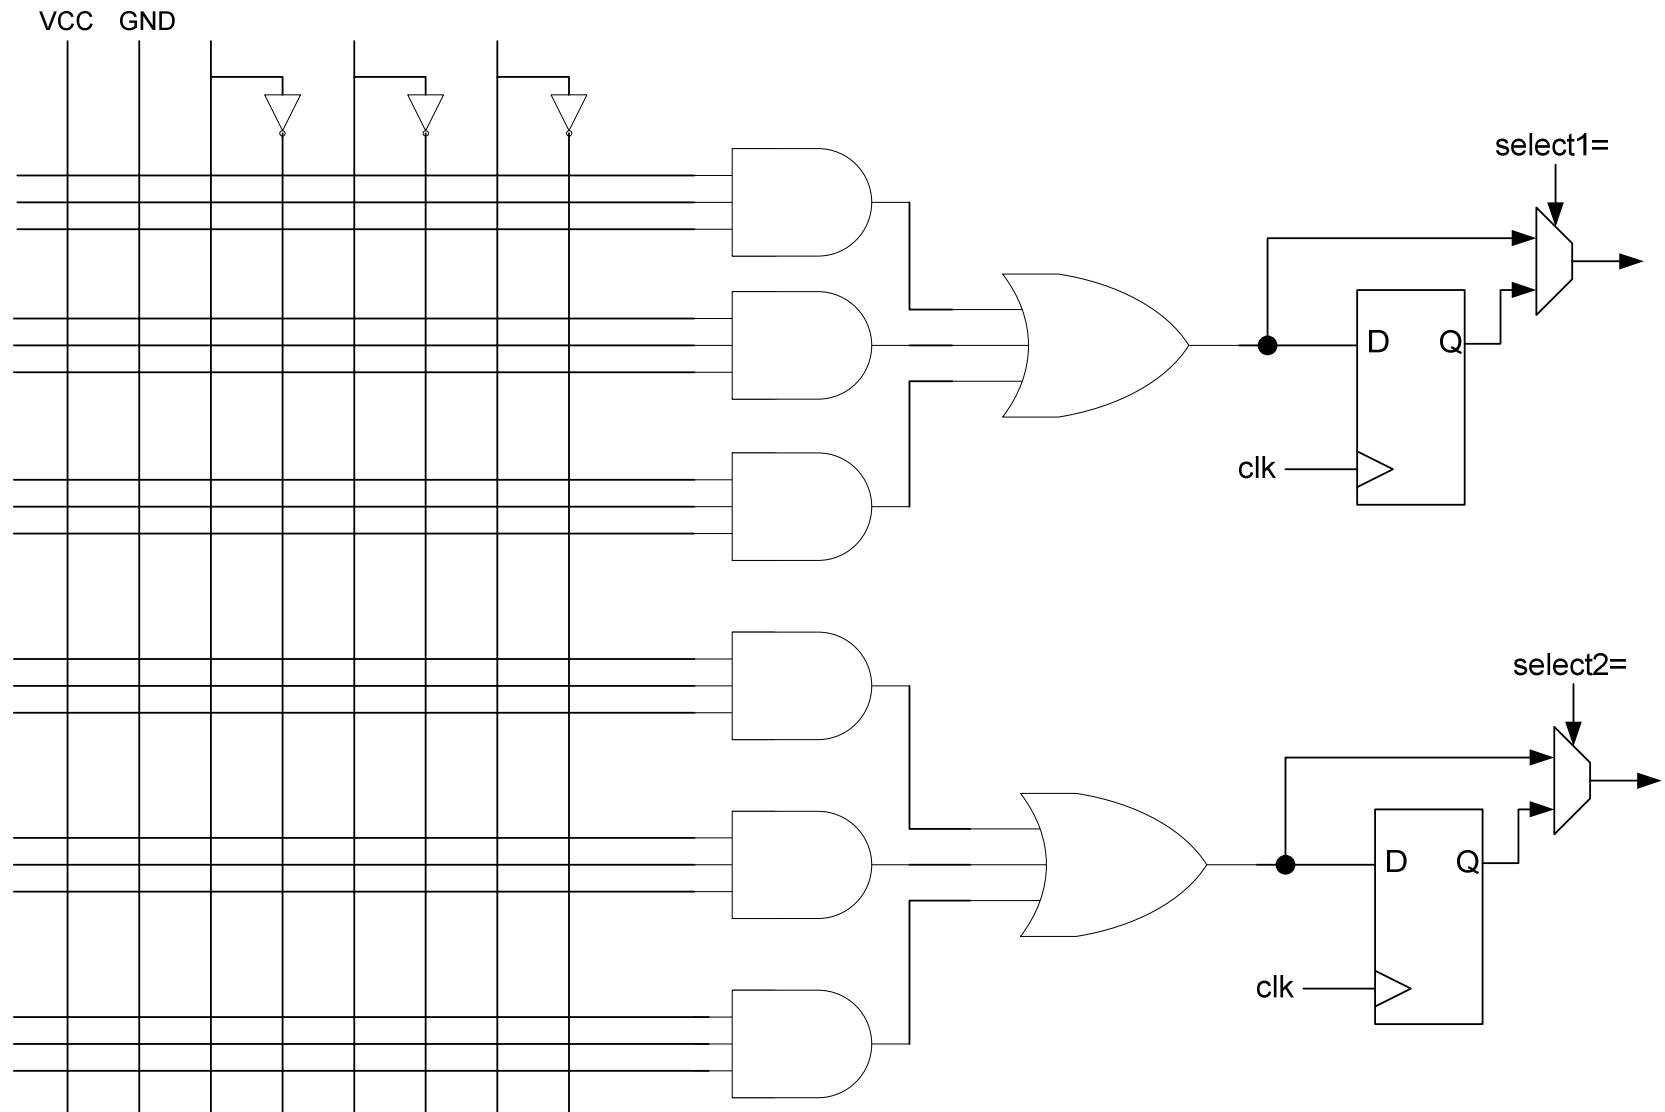 VCC GND
select1=
D Q
clk
select2=
D Q
clk